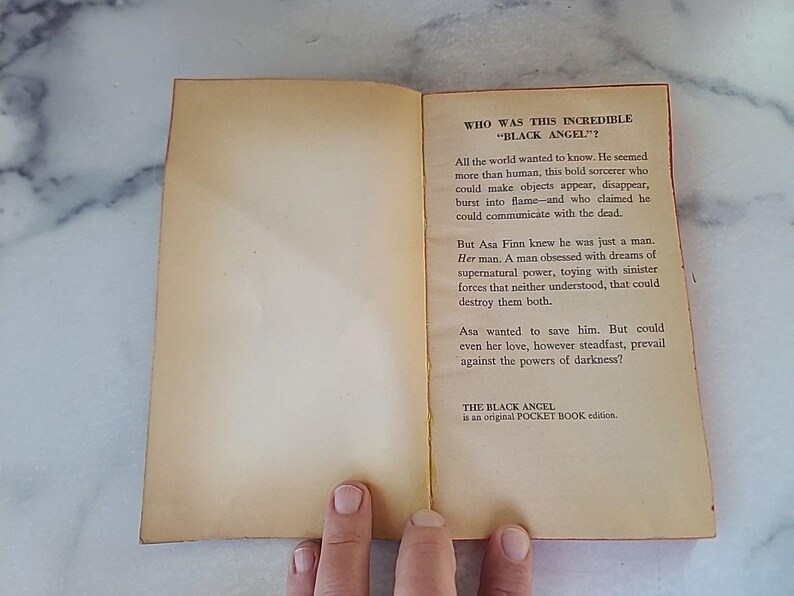 WHO WAS THIS INCREDIBLE
"BLACK ANGEL"?
All the world wanted to know. He seemed
more than human, this bold sorcerer who
could make objects appear, disappear,
burst into flame—and who claimed he
could communicate with the dead.
But Asa Finn knew he was just a man.
Her man. A man obsessed with dreams of
supernatural power, toying with sinister
forces that neither understood, that could
destroy them both.
Asa wanted to save him. But could
even her love, however steadfast, prevail
against the powers of darkness?
THE BLACK ANGEL
is an original POCKET BOOK edition.